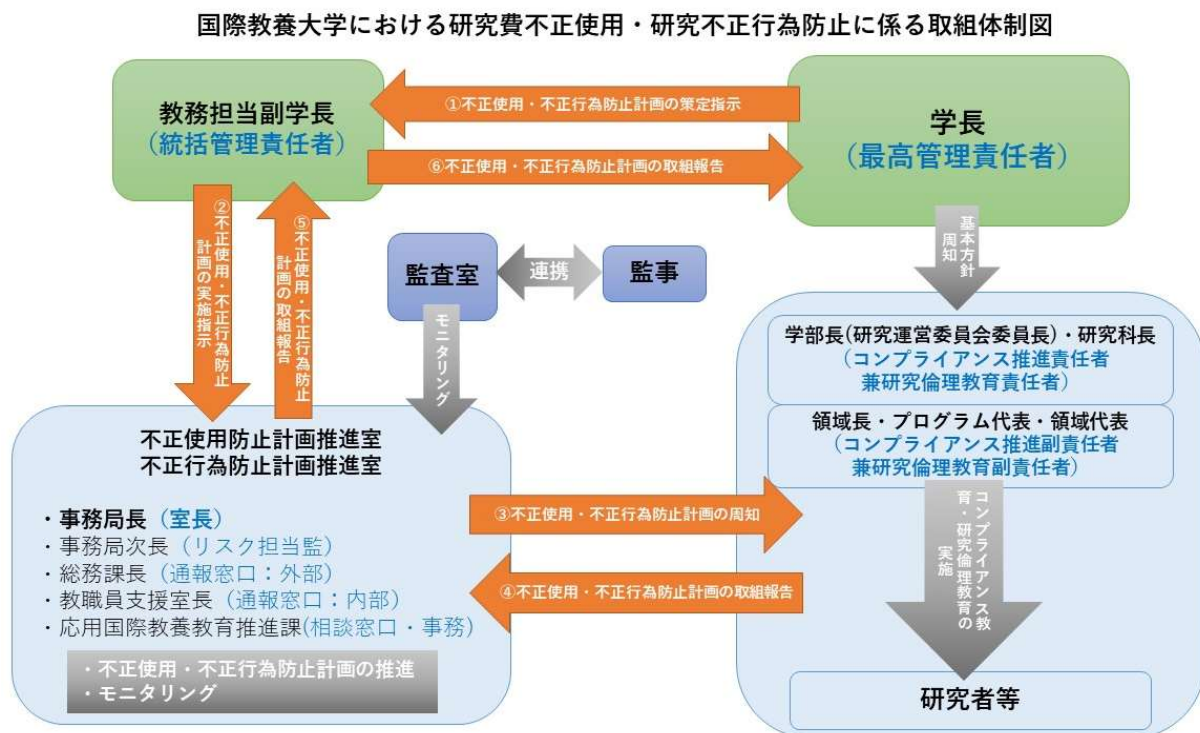 国際教養大学における研究費不正使用・研究不正行為防止に係る取組体制図
教務担当副学長
（統括管理責任者）
①不正使用・不正行為防止計画の策定指示
⑥不正使用・不正行為防止計画の取組報告
学長
（最高管理責任者）
②不正使用・不正行為防止
計画の実施指示
⑤不正使用・不正行為防止
計画の取組報告
監査室
連携
監事
モニタリング
基本方針
周知
学部長(研究運営委員会委員長)・研究科長
（コンプライアンス推進責任者
兼研究倫理教育責任者）
領域長・プログラム代表・領域代表
（コンプライアンス推進副責任者
兼研究倫理教育副責任者）
不正使用防止計画推進室
不正行為防止計画推進室
・事務局長（室長）
・事務局次長（リスク担当監）
・総務課長（通報窓口：外部）
・教職員支援室長（通報窓口：内部）
・応用国際教養教育推進課(相談窓口・事務）
・不正使用・不正行為防止計画の推進
・モニタリング
③不正使用・不正行為防止計画の周知
④不正使用・不正行為防止計画の取組報告
コンプライアンス教
育・研究倫理教育の
実施
研究者等